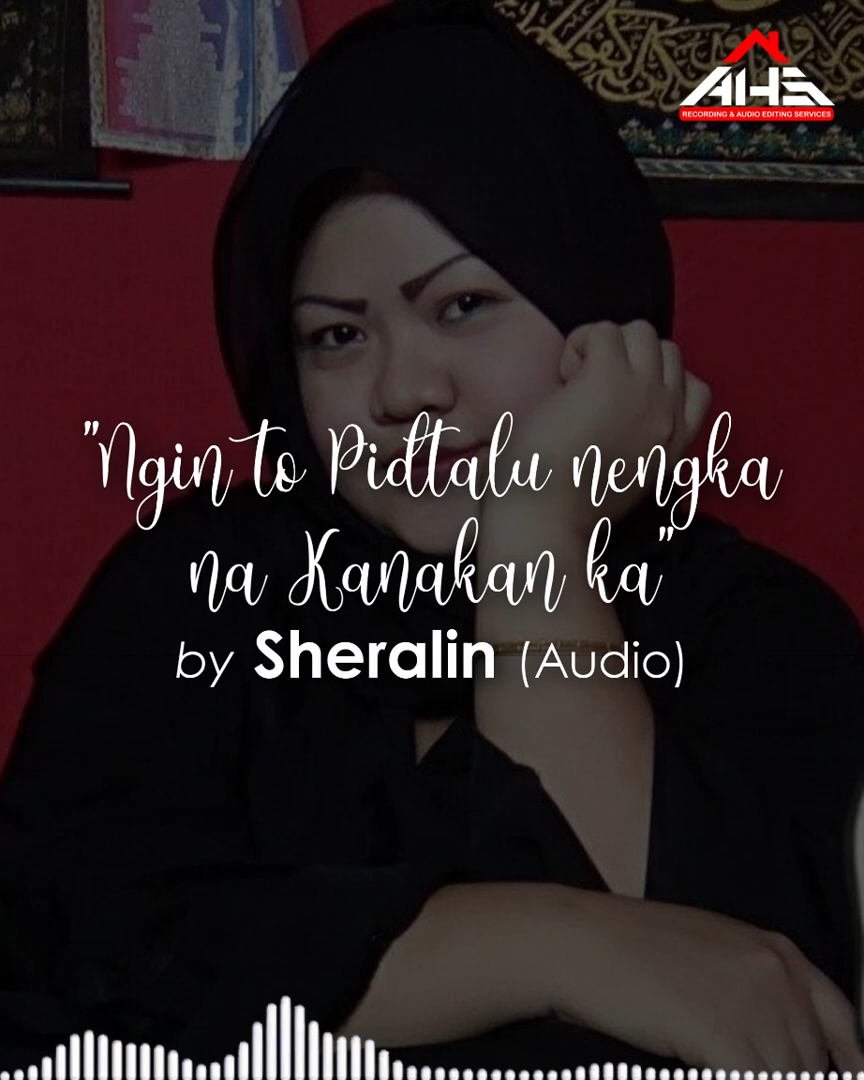 AHS
RECORDING & AUDIO EDITING SERVICES
"Ngin to Pidtalu nengka
na Kanakan ka"
by Sheralin (Audio)